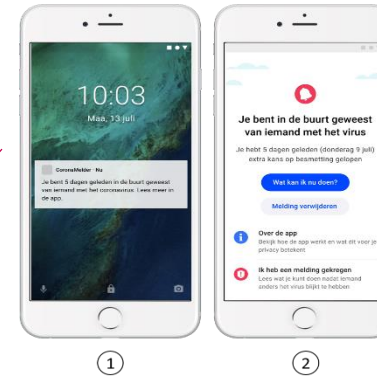 10:03
Maa, 13 juli
CoronaMelder · Nu
Je bent 5 dagen geleden in de buurt geweest
van iemand met het coronavirus. Lees meer in
de app.
1
Je bent in de buurt geweest
van iemand met het virus
Je hebt 5 dagen geleden (donderdag 9 juli)
extra kans op besmetting gelopen
Wat kan ik nu doen?
Melding verwijderen
Over de app
Bekijk hoe de app werkt en wat dit voor je
privacy betekent
Ik heb een melding gekregen
Lees wat je kunt doen nadat iemand
anders het virus blijkt te hebben
2